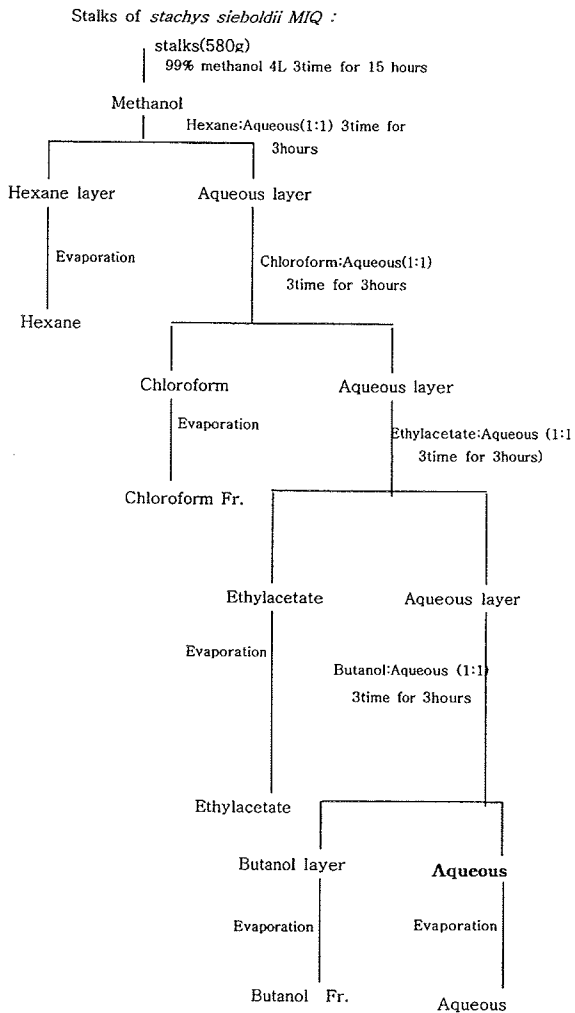 Stalks of stachys sieboldii MIQ :
stalks(580g)
99% methanol 4L 3time for 15 hours
Methanol
Hexane:Aqueous(1:1) 3time for
3hours
Hexane layer
Aqueous layer
Evaporation
Chloroform:Aqueous(1:1)
3time for 3hours
Hexane
Chloroform
Aqueous layer
Evaporation
Ethylacetate:Aqueous (1:1
3time for 3hours)
Chloroform Fr.
Ethylacetate
Aqueous layer
Evaporation
Butanol:Aqueous (1:1)
3time for 3hours
Ethylacetate
Butanol layer
Aqueous
Evaporation
Evaporation
Butanol Fr.
Aqueous